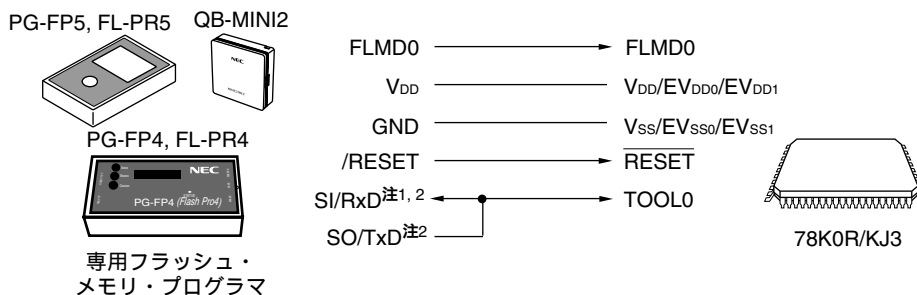 PG-FP5, FL-PR5 QB-MINI2
NEC
PG-FP4, FL-PR4
NEC
PG-FP4 (Flash Pro4)
専用フラッシュ・
メモリ・プログラマ
FLMD0 FLMD0
VDD VDD/EVDD0/EVDD1
GND VSS/EVSS0/EVSS1
/RESET RESET
SI/RxD注1, 2 TOOL0
SO/TxD注2
78K0R/KJ3